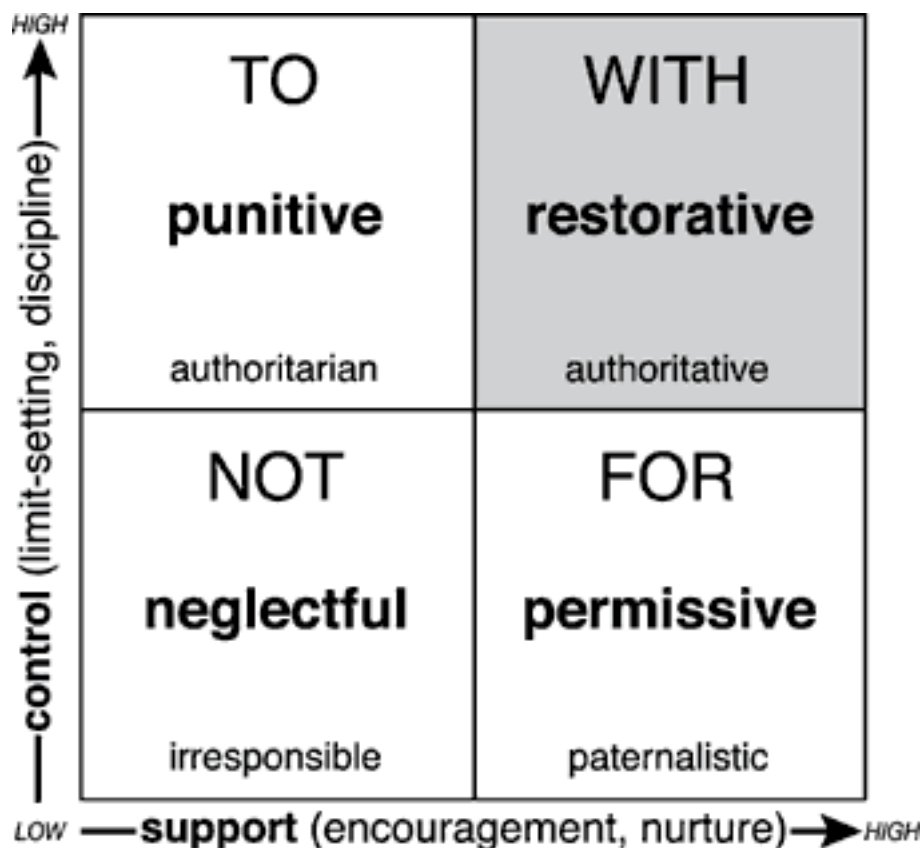 HIGH
TO
WITH
punitive
restorative
authoritarian
authoritative
NOT
FOR
neglectful
permissive
irresponsible
paternalistic
control (limit-setting, discipline)
LOW
support (encouragement, nurture)
HIGH